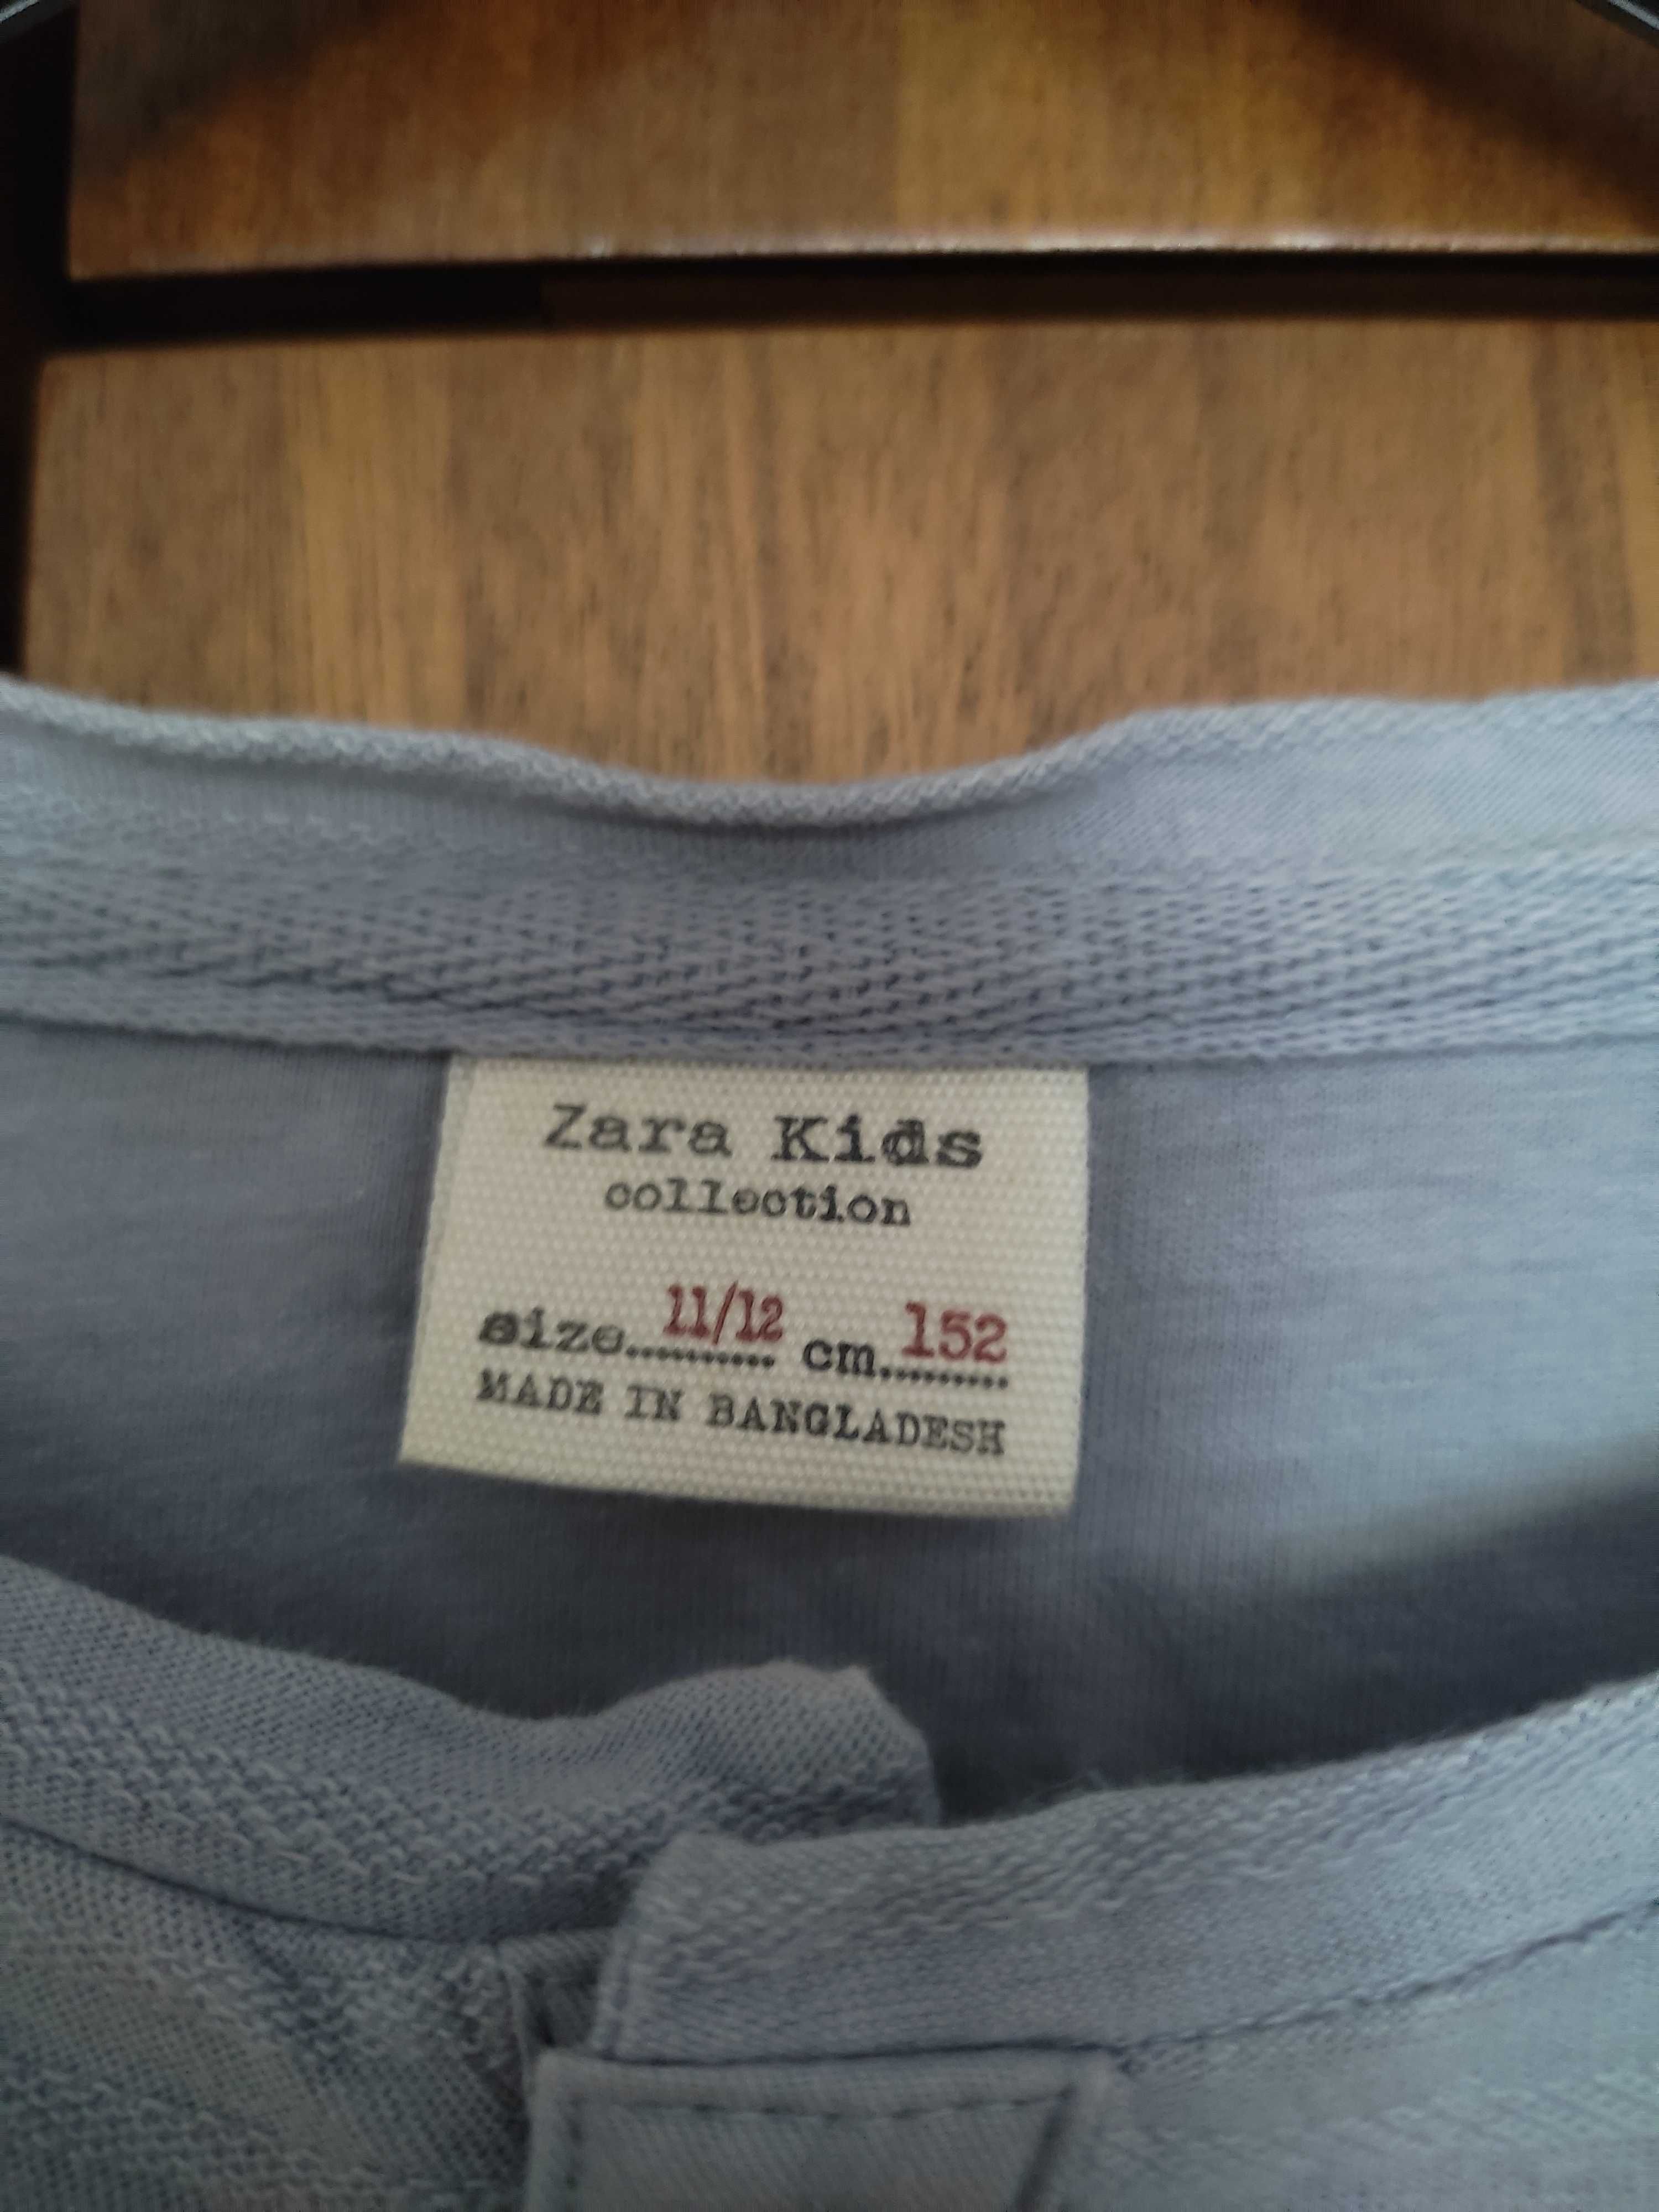 Zara Kids
collection
size..........11/12 cm.........152
MADE IN BANGLADESH